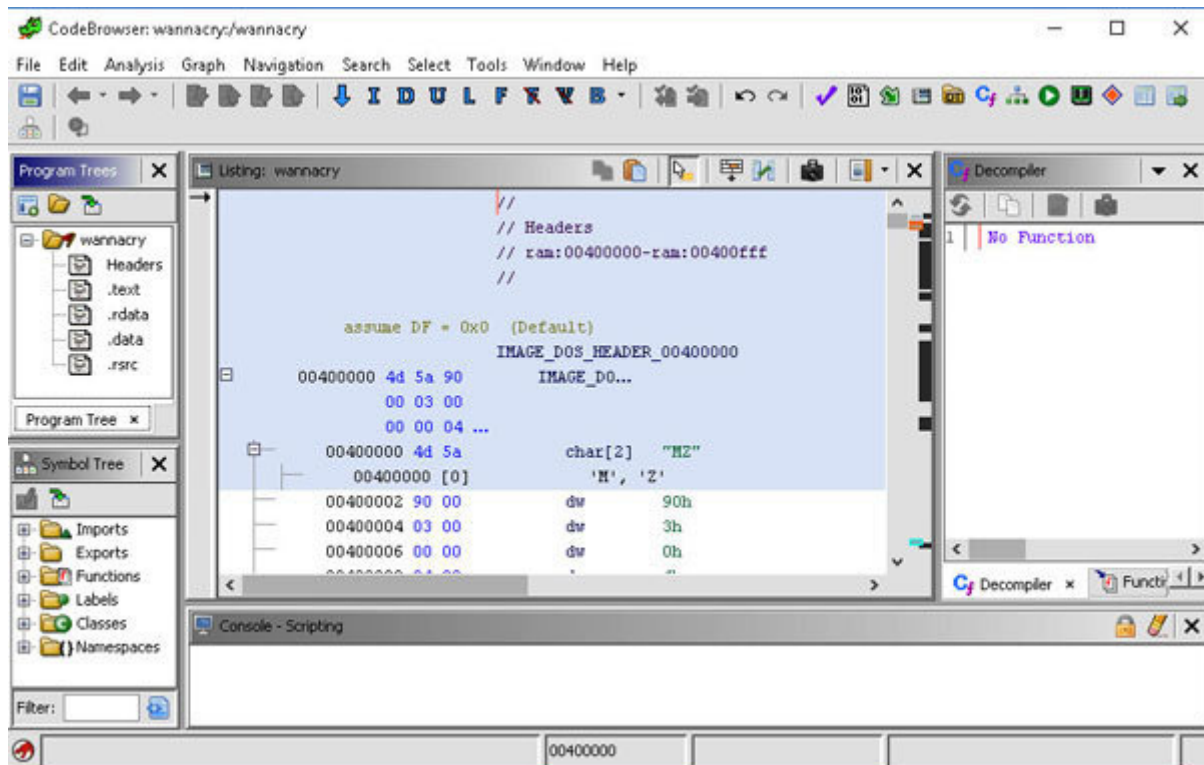 CodeBrowser: wannacry:/wannacry
File Edit Analysis Graph Navigation Search Select Tools Window Help
I D U L F B
Program Trees
wannacry
Headers
.text
.rdata
.data
.rsrc
Program Tree
Symbol Tree
Imports
Exports
Functions
Labels
Classes
Namespaces
Filter:
Listing: wannacry
//
// Headers
// ram:00400000-ram:00400fff
//
assume DF = 0x0 (Default)
IMAGE_DOS_HEADER_00400000
00400000 4d 5a 90 IMAGE_DO...
00 03 00
00 00 04 ...
00400000 4d 5a char[2] "MZ"
00400000 [0] 'M', 'Z'
00400002 90 00 dw 90h
00400004 03 00 dw 3h
00400006 00 00 dw 0h
Decompiler
1 No Function
Decompiler
Functi
Console - Scripting
00400000